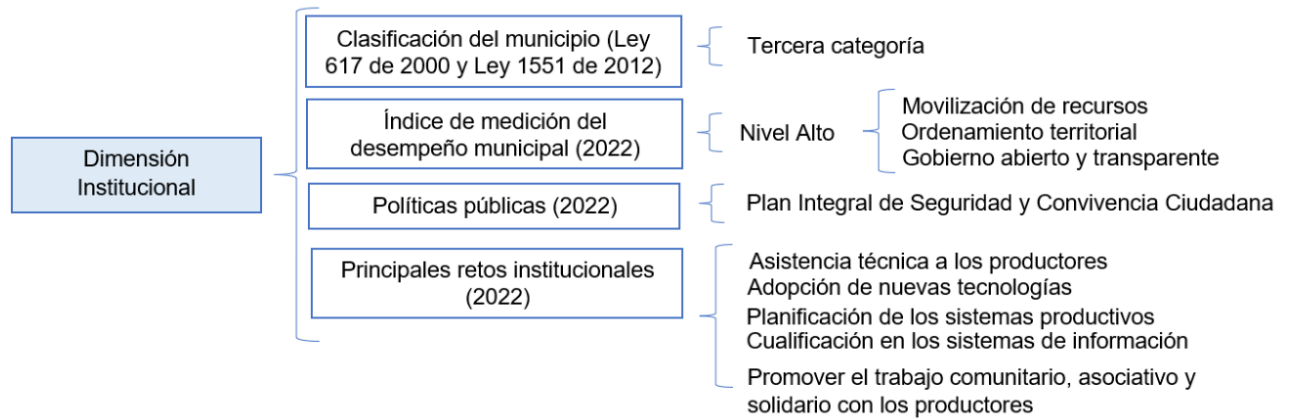 Dimensión
Institucional
Clasificación del municipio (Ley
617 de 2000 y Ley 1551 de 2012)
Tercera categoría
Índice de medición del
desempeño municipal (2022)
Nivel Alto
Movilización de recursos
Ordenamiento territorial
Gobierno abierto y transparente
Políticas públicas (2022)
Plan Integral de Seguridad y Convivencia Ciudadana
Principales retos institucionales
(2022)
Asistencia técnica a los productores
Adopción de nuevas tecnologías
Planificación de los sistemas productivos
Cualificación en los sistemas de información
Promover el trabajo comunitario, asociativo y
solidario con los productores